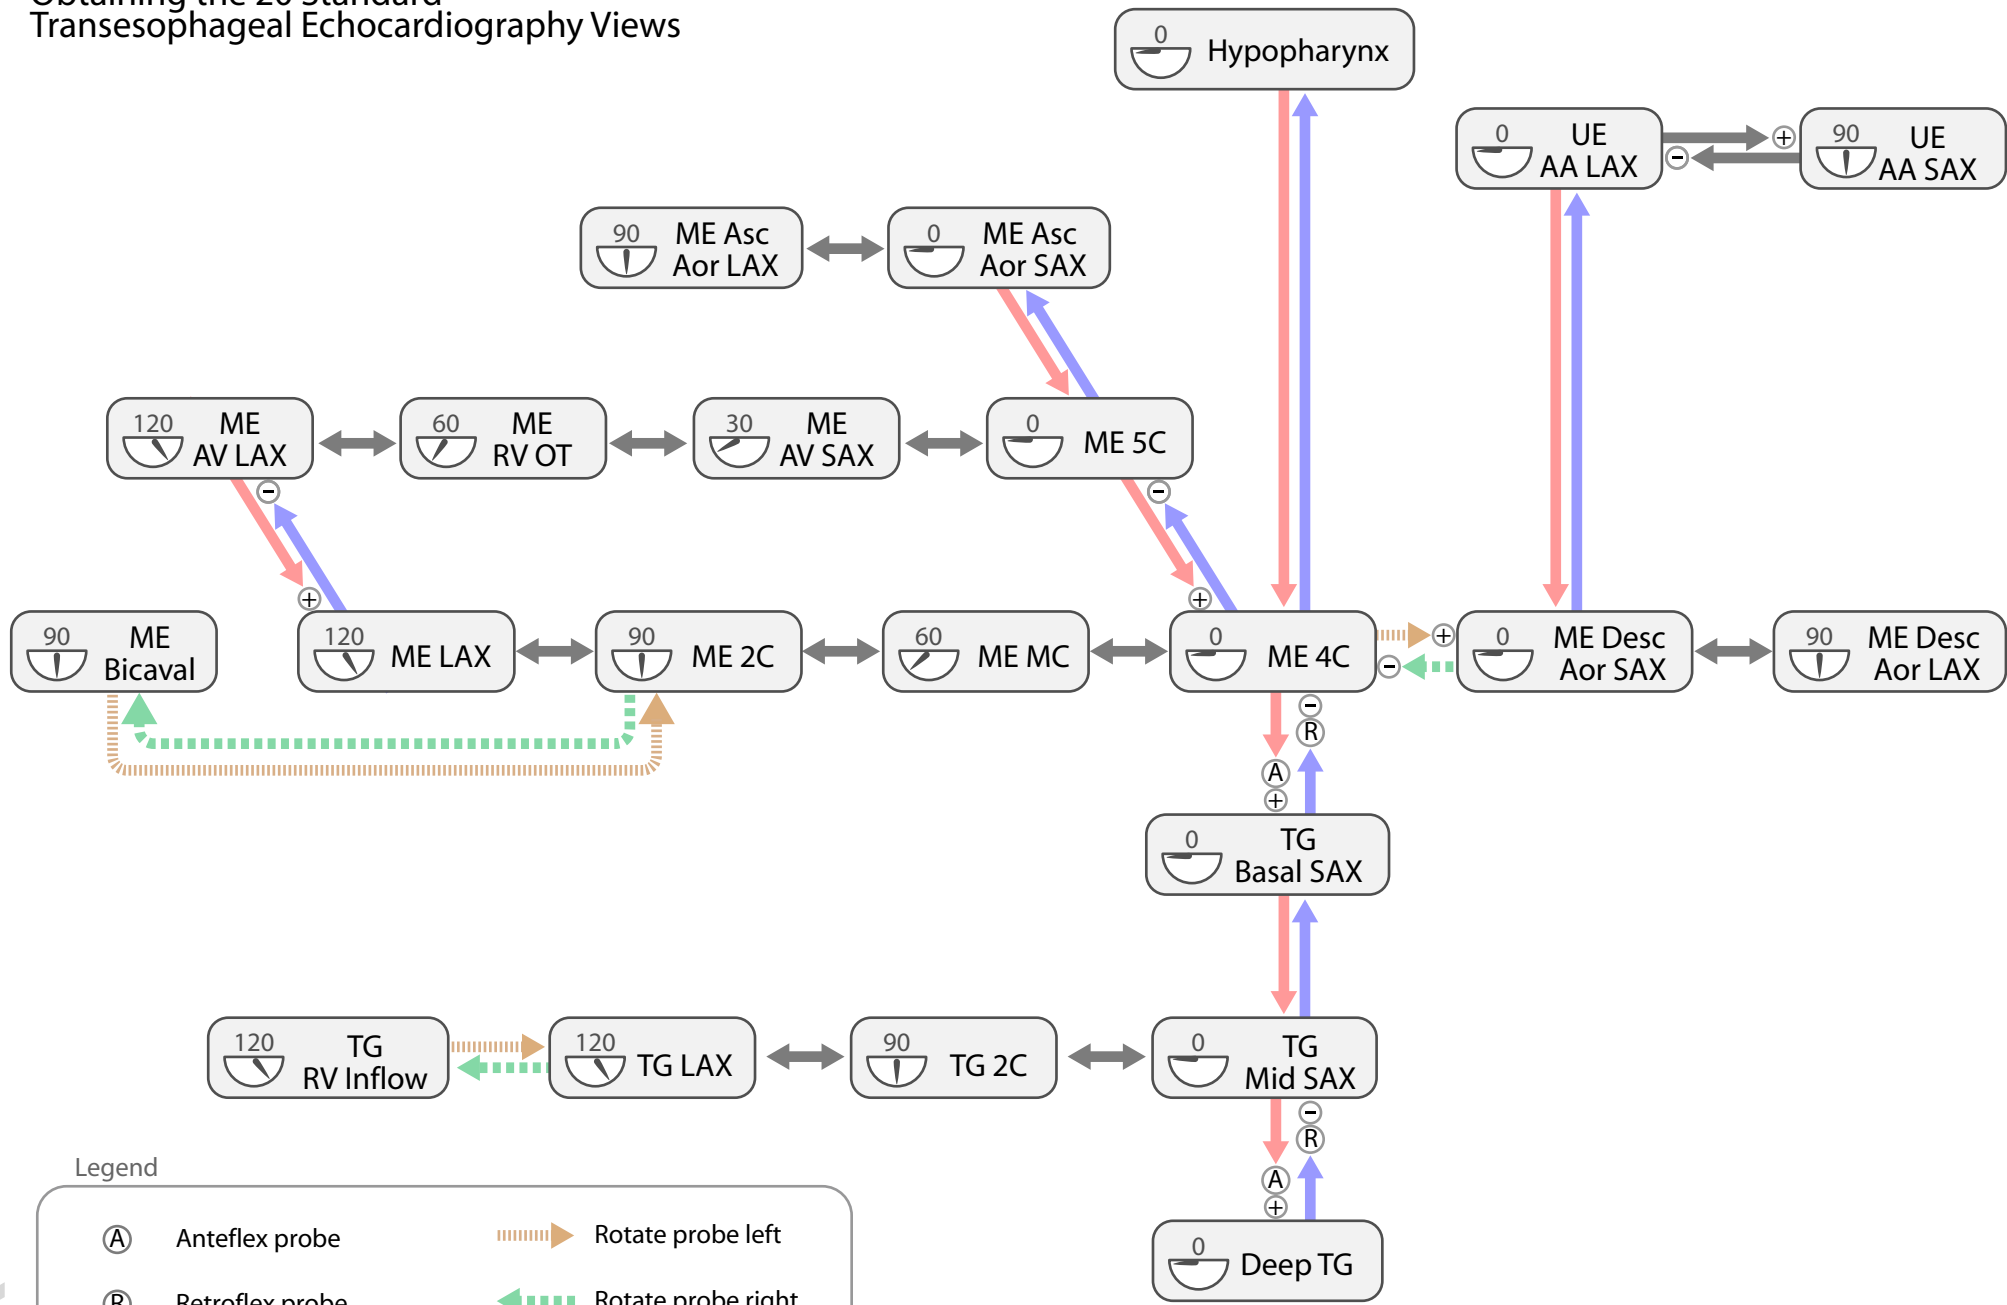 Obtaining the 20 Standard
Transesophageal Echocardiography Views
0 Hypopharynx
0 UE
AA LAX
+
−
90 UE
AA SAX
90 ME Asc
Aor LAX
0 ME Asc
Aor SAX
120 ME
AV LAX
60 ME
RV OT
30 ME
AV SAX
0 ME 5C
−
−
+
+
90 ME
Bicaval
120 ME LAX
90 ME 2C
60 ME MC
0 ME 4C
+
−
0 ME Desc
Aor SAX
90 ME Desc
Aor LAX
−
R
A
+
0 TG
Basal SAX
120 TG
RV Inflow
120 TG LAX
90 TG 2C
0 TG
Mid SAX
−
R
A
+
0 Deep TG
Legend
A Anteflex probe
Rotate probe left
R Retroflex probe
Rotate probe right